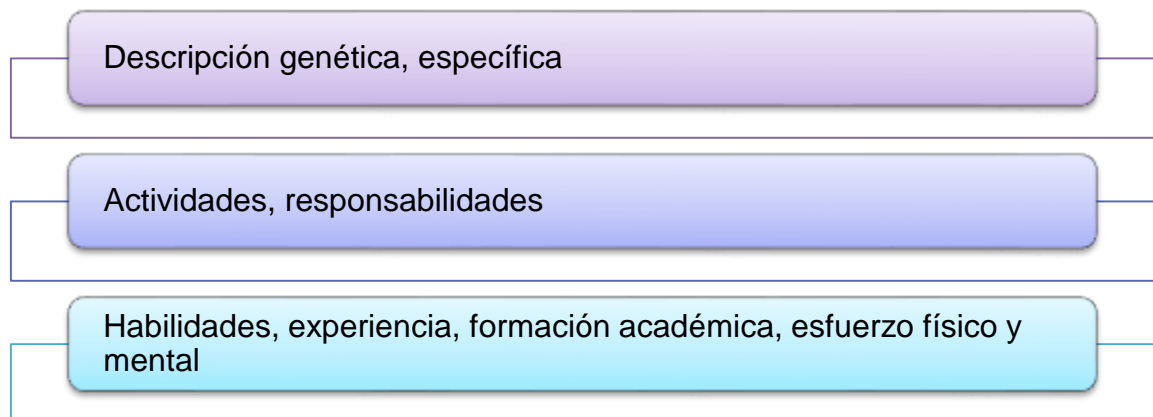 Descripción genética, específica
Actividades, responsabilidades
Habilidades, experiencia, formación académica, esfuerzo físico y
mental